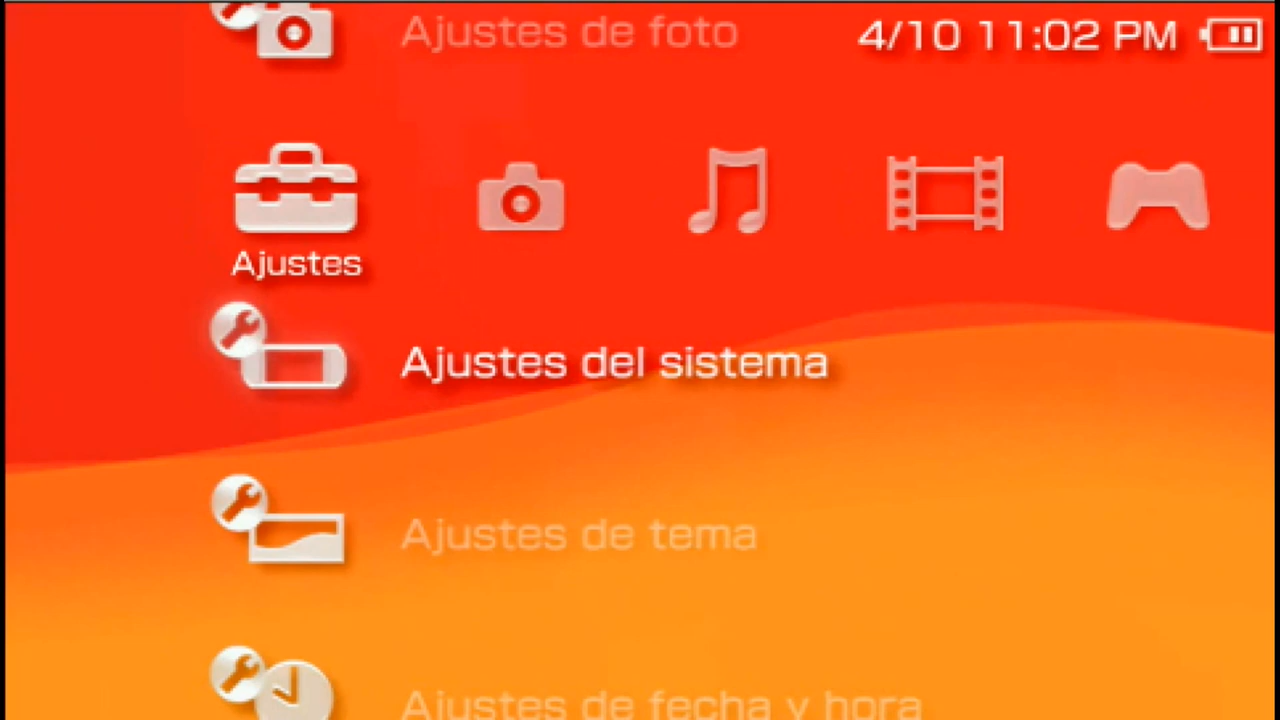 Ajustes de foto
4/10 11:02 PM
Ajustes
Ajustes del sistema
Ajustes de tema
Ajustes de fecha y hora